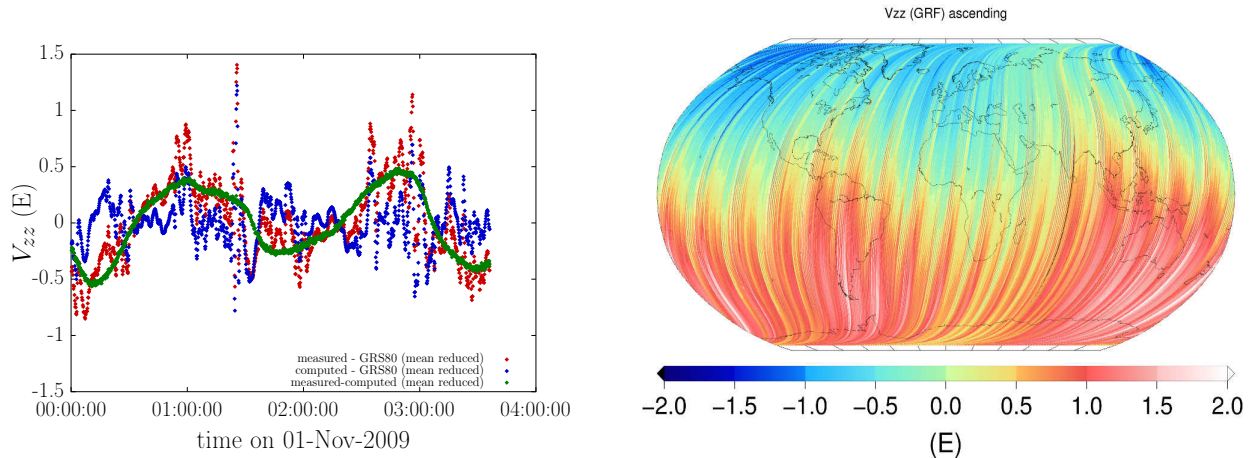 1.5
1
0.5
0
-0.5
-1
-1.5
V_zz (E)
measured - GRS80 (mean reduced)
computed - GRS80 (mean reduced)
measured-computed (mean reduced)
00:00:00 01:00:00 02:00:00 03:00:00 04:00:00
time on 01-Nov-2009
Vzz (GRF) ascending
−2.0 −1.5 −1.0 −0.5 0.0 0.5 1.0 1.5 2.0
(E)